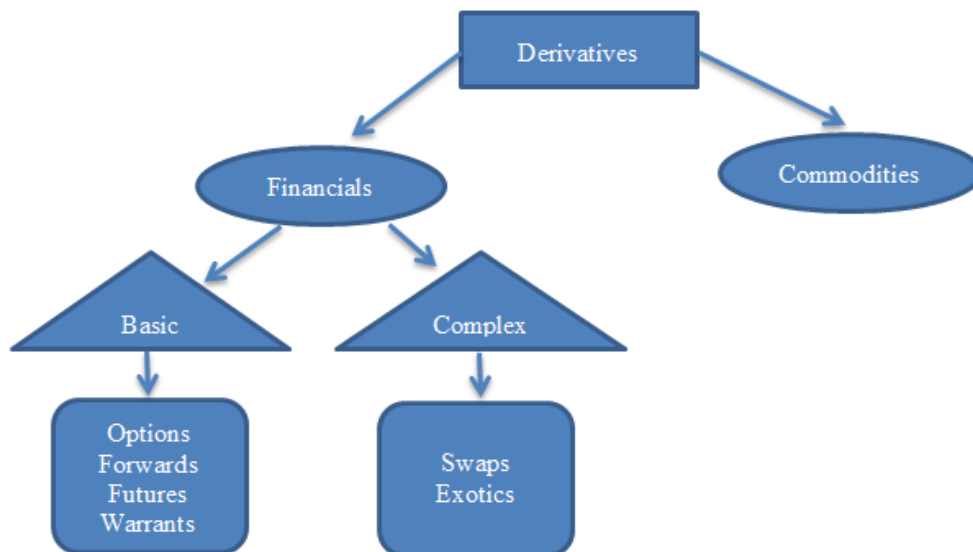 Derivatives
Financials
Commodities
Basic
Complex
Options
Forwards
Futures
Warrants
Swaps
Exotics